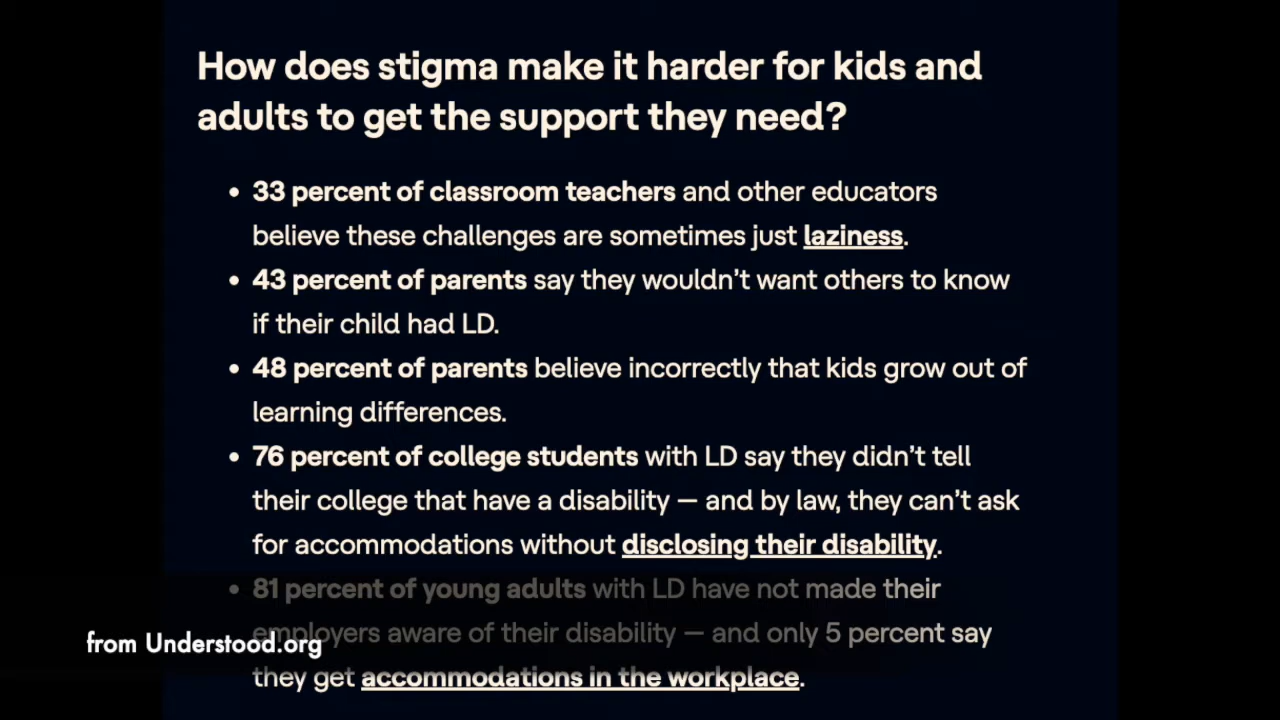 How does stigma make it harder for kids and
adults to get the support they need?
• 33 percent of classroom teachers and other educators
believe these challenges are sometimes just laziness.
• 43 percent of parents say they wouldn’t want others to know
if their child had LD.
• 48 percent of parents believe incorrectly that kids grow out of
learning differences.
• 76 percent of college students with LD say they didn’t tell
their college that have a disability — and by law, they can’t ask
for accommodations without disclosing their disability.
• 81 percent of young adults with LD have not made their
employers aware of their disability — and only 5 percent say
they get accommodations in the workplace.
from Understood.org